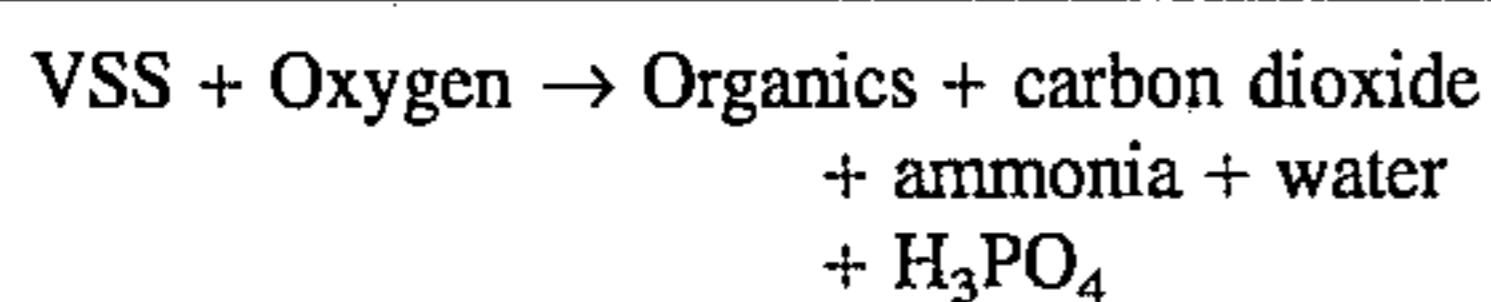 VSS + Oxygen → Organics + carbon dioxide
+ ammonia + water
+ H₃PO₄